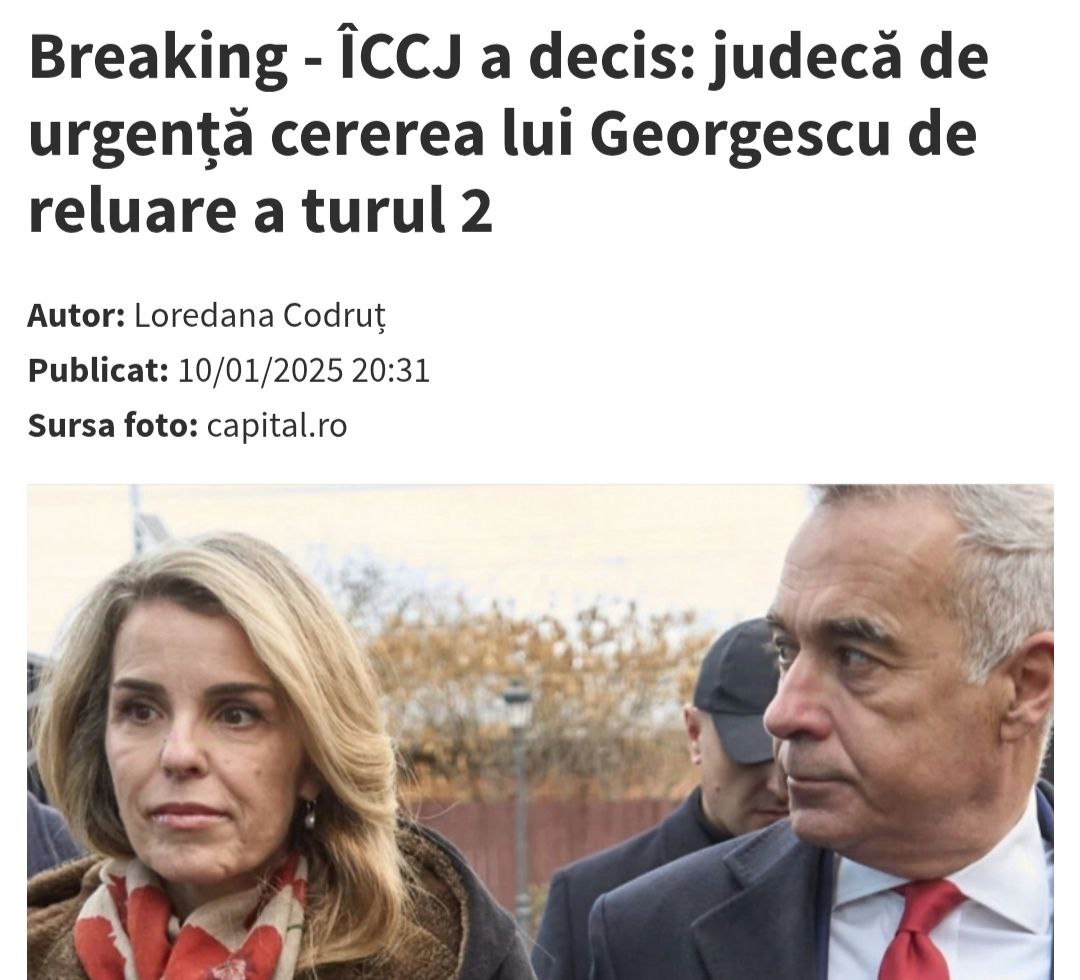 Breaking - ÎCCJ a decis: judecă de
urgență cererea lui Georgescu de
reluare a turul 2
Autor: Loredana Codruț
Publicat: 10/01/2025 20:31
Sursa foto: capital.ro